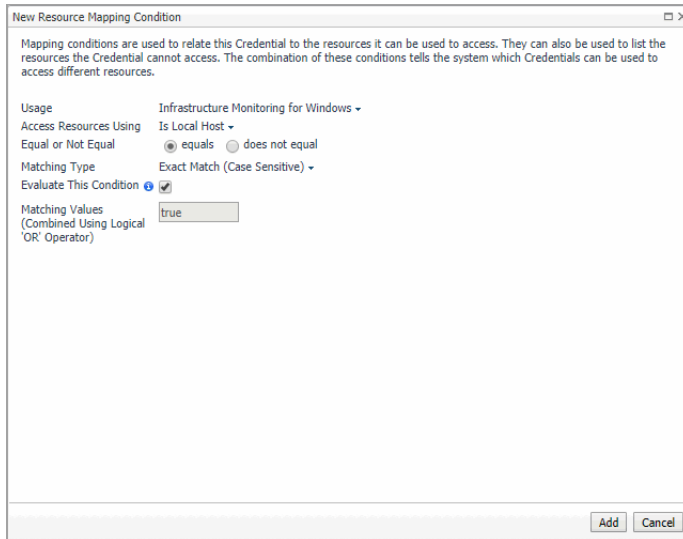 New Resource Mapping Condition
Mapping conditions are used to relate this Credential to the resources it can be used to access. They can also be used to list the
resources the Credential cannot access. The combination of these conditions tells the system which Credentials can be used to
access different resources.
Usage Infrastructure Monitoring for Windows
Access Resources Using Is Local Host
Equal or Not Equal equals does not equal
Matching Type Exact Match (Case Sensitive)
Evaluate This Condition
Matching Values true
(Combined Using Logical
'OR' Operator)
Add Cancel